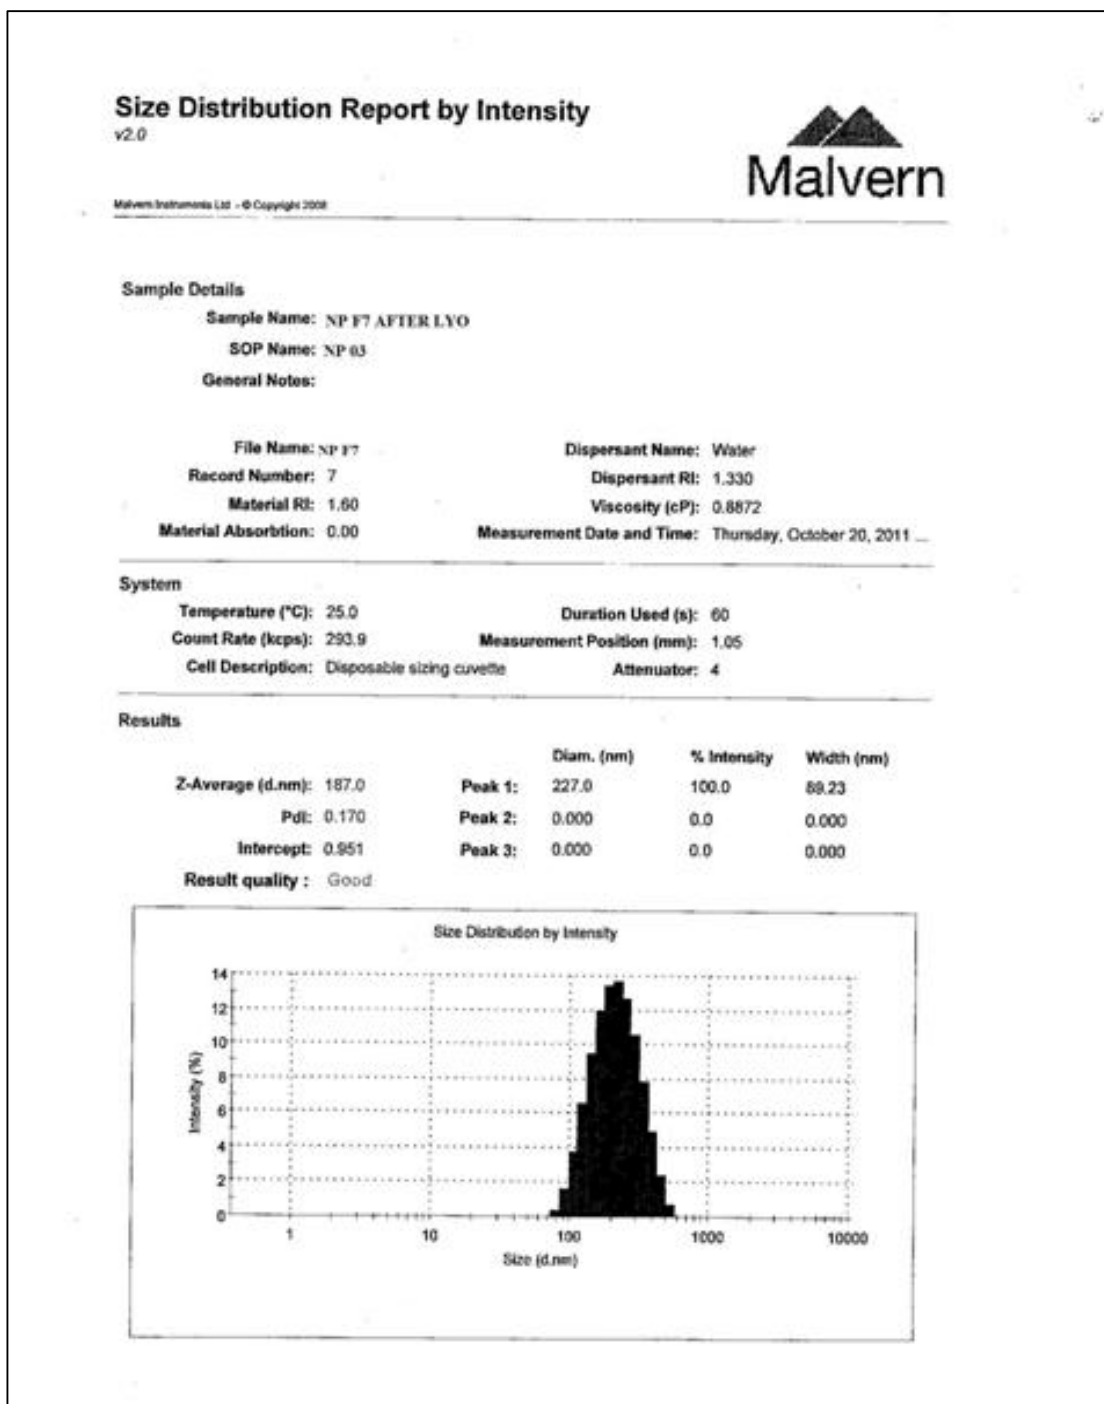 Size Distribution Report by Intensity
v2.0
Malvern
Malvern Instruments Ltd - © Copyright 2008
Sample Details
Sample Name: NP F7 AFTER LYO
SOP Name: NP 03
General Notes:
File Name: NP F7 Dispersant Name: Water
Record Number: 7 Dispersant RI: 1.330
Material RI: 1.60 Viscosity (cP): 0.8872
Material Absorbtion: 0.00 Measurement Date and Time: Thursday, October 20, 2011 ...
System
Temperature (°C): 25.0 Duration Used (s): 60
Count Rate (kcps): 293.9 Measurement Position (mm): 1.05
Cell Description: Disposable sizing cuvette Attenuator: 4
Results
Diam. (nm) % Intensity Width (nm)
Z-Average (d.nm): 187.0 Peak 1: 227.0 100.0 89.23
PdI: 0.170 Peak 2: 0.000 0.0 0.000
Intercept: 0.951 Peak 3: 0.000 0.0 0.000
Result quality : Good
Size Distribution by Intensity
Intensity (%)
14
12
10
8
6
4
2
0
1 10 100 1000 10000
Size (d.nm)